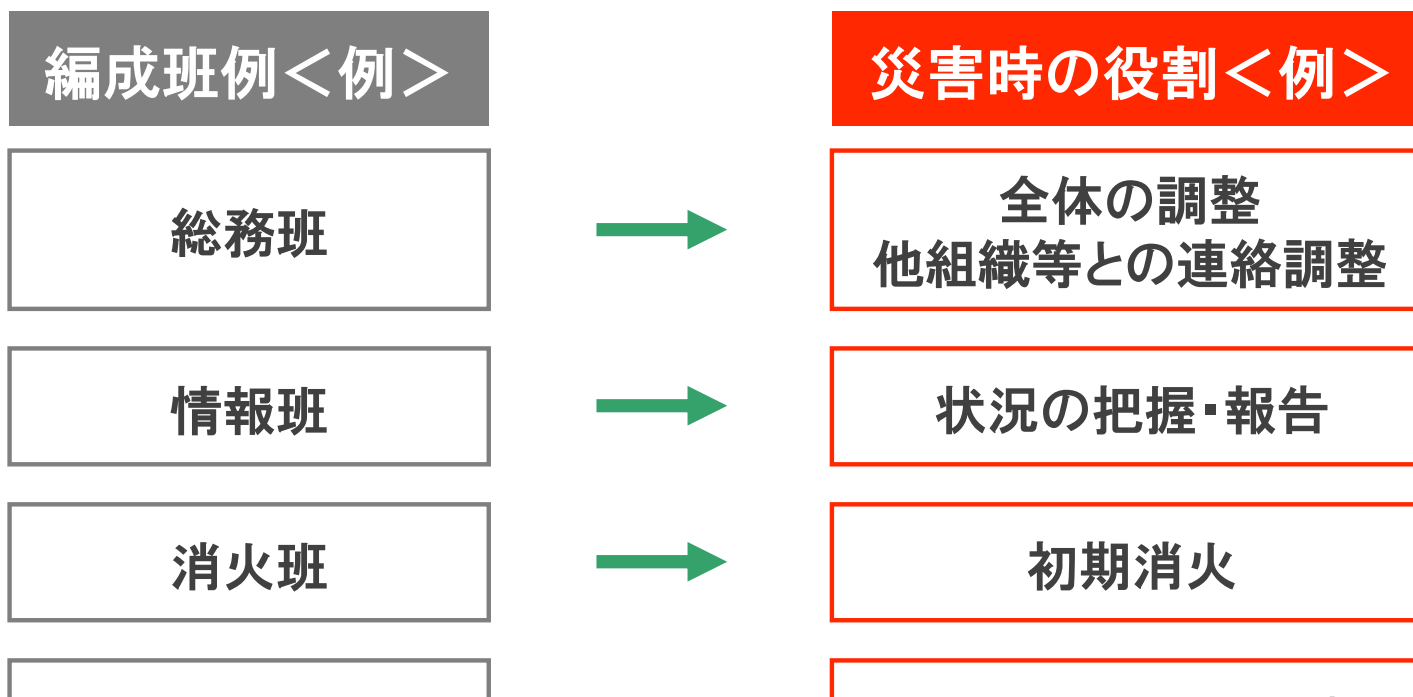 編成班例＜例＞
災害時の役割＜例＞
総務班
全体の調整
他組織等との連絡調整
情報班
状況の把握・報告
消火班
初期消火